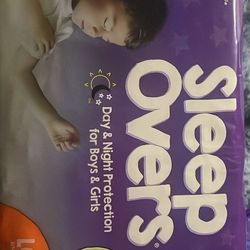 Sleep
Overs®
Day & Night Protection
for Boys & Girls
L